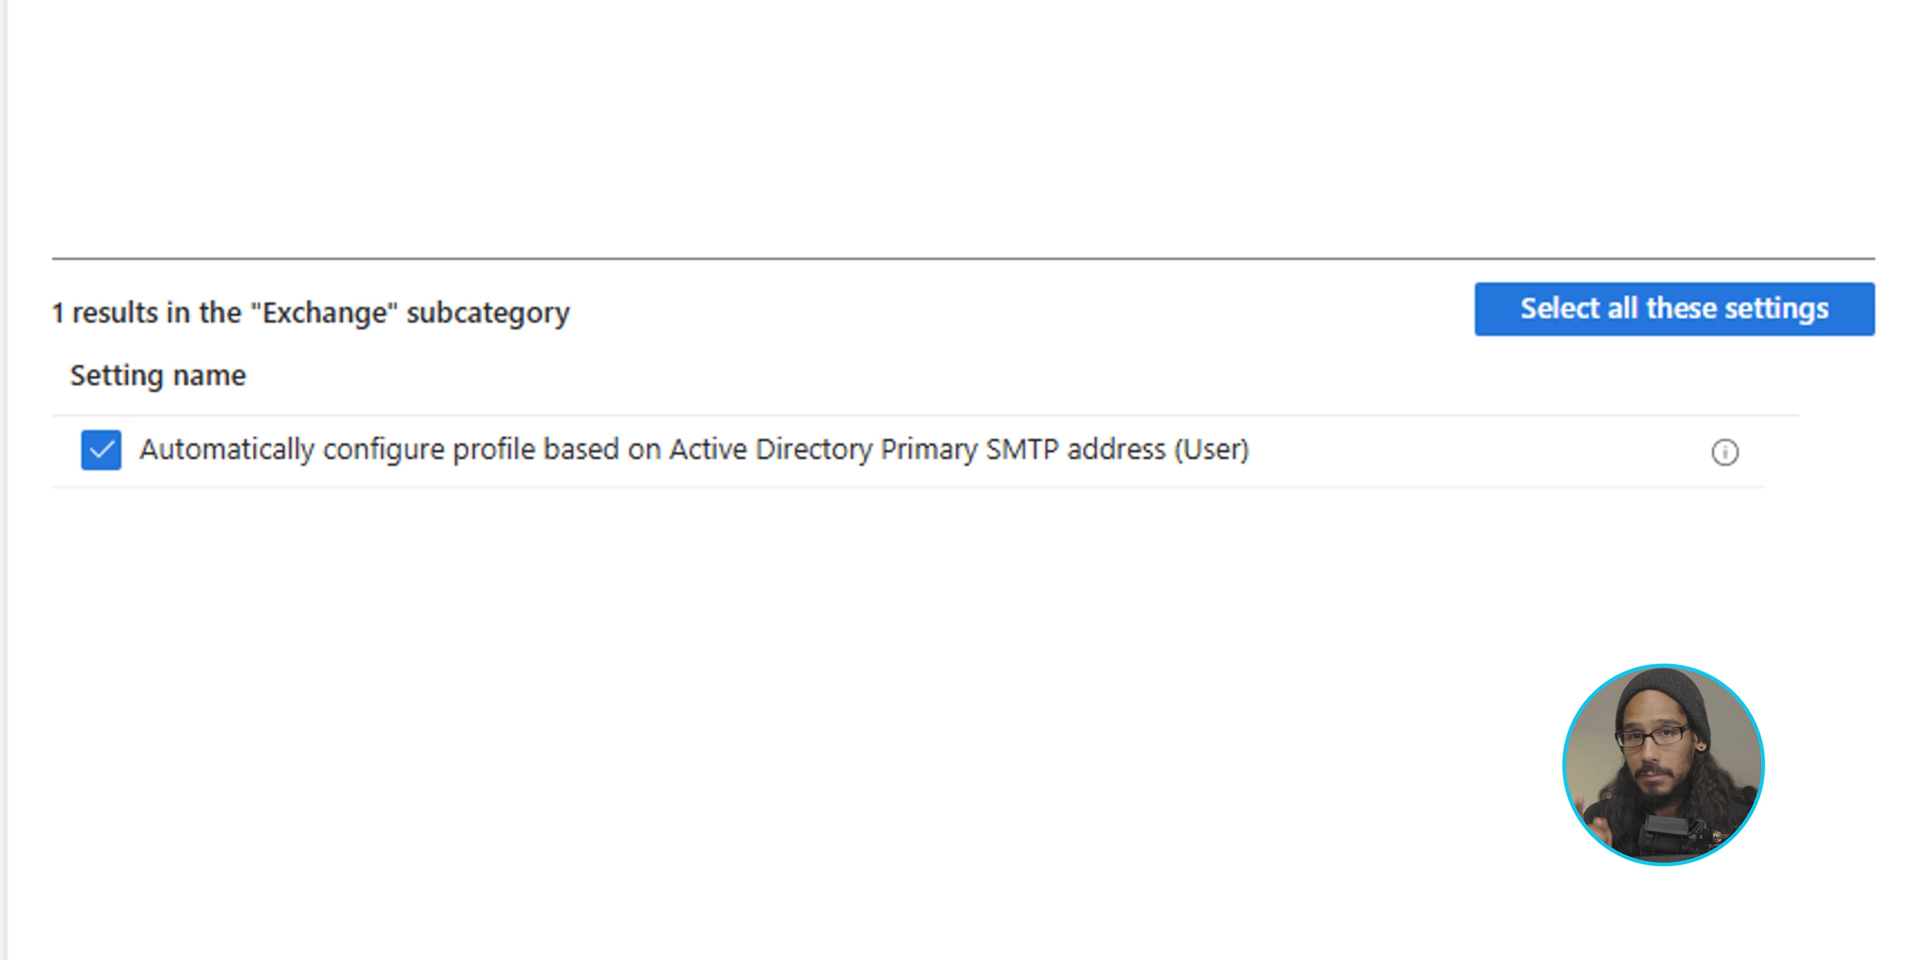 1 results in the "Exchange" subcategory
Select all these settings
Setting name
Automatically configure profile based on Active Directory Primary SMTP address (User)